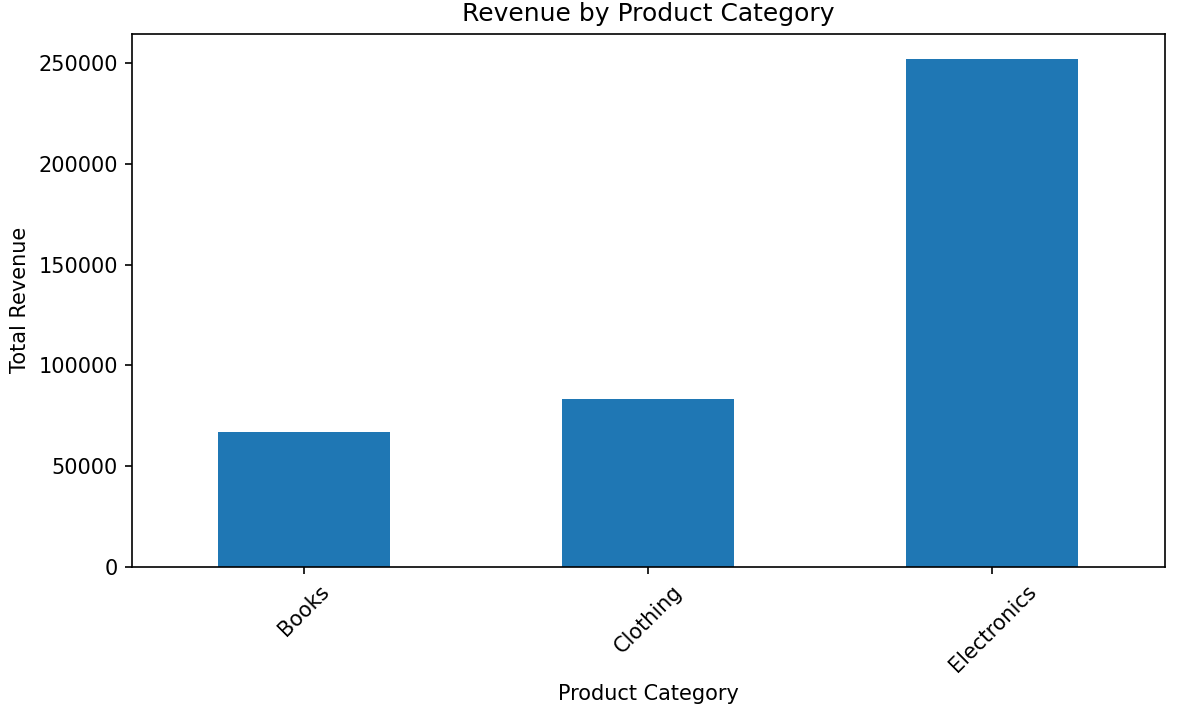 Revenue by Product Category
Total Revenue
250000
200000
150000
100000
50000
0
Books
Clothing
Electronics
Product Category